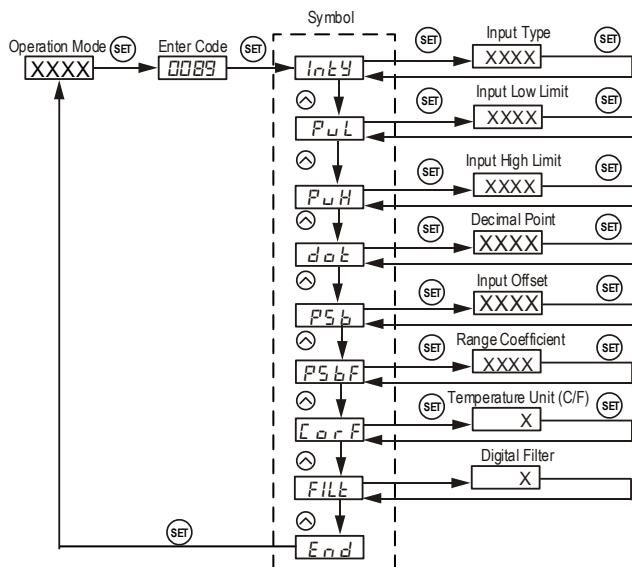 Symbol
Operation Mode SET Enter Code SET
XXXX 0089
Inty SET Input Type SET
XXXX
PuL SET Input Low Limit SET
XXXX
PuH SET Input High Limit SET
XXXX
dot SET Decimal Point SET
XXXX
PSb SET Input Offset SET
XXXX
PSbF SET Range Coefficient SET
XXXX
CorF SET Temperature Unit (C/F) SET
X
FILt Digital Filter
X
SET End